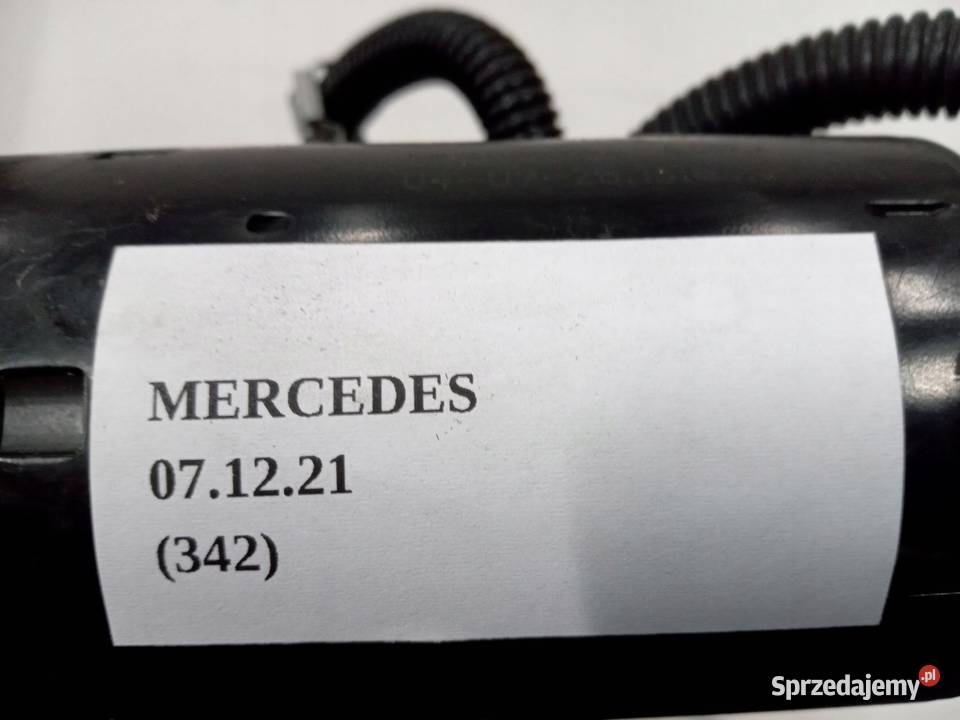 MERCEDES
07.12.21
(342)
Sprzedajemy.pl